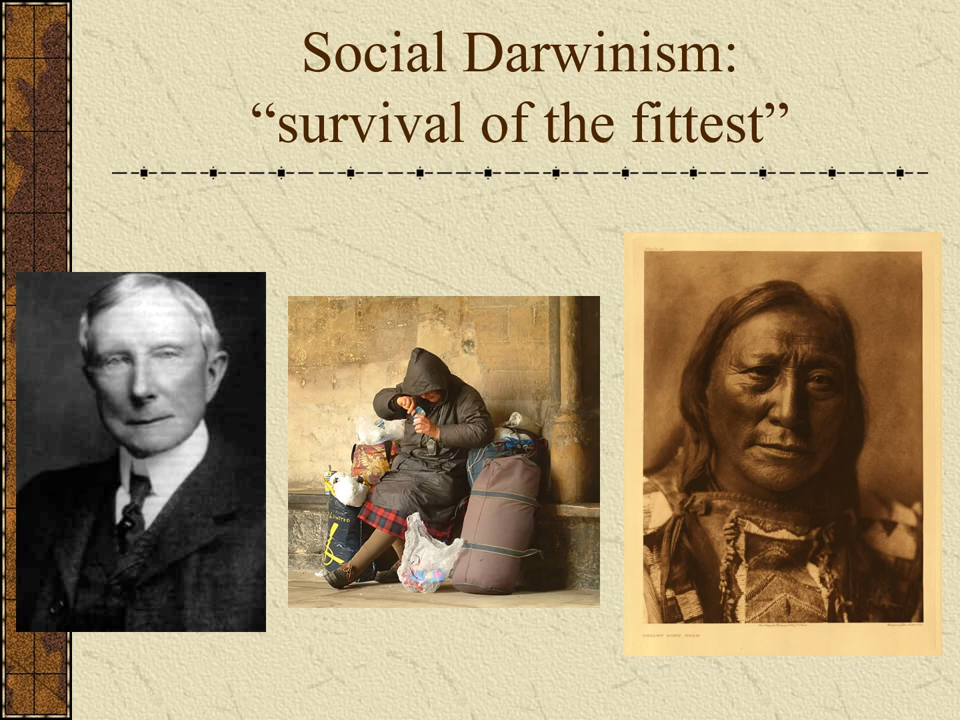 Social Darwinism:
“survival of the fittest”